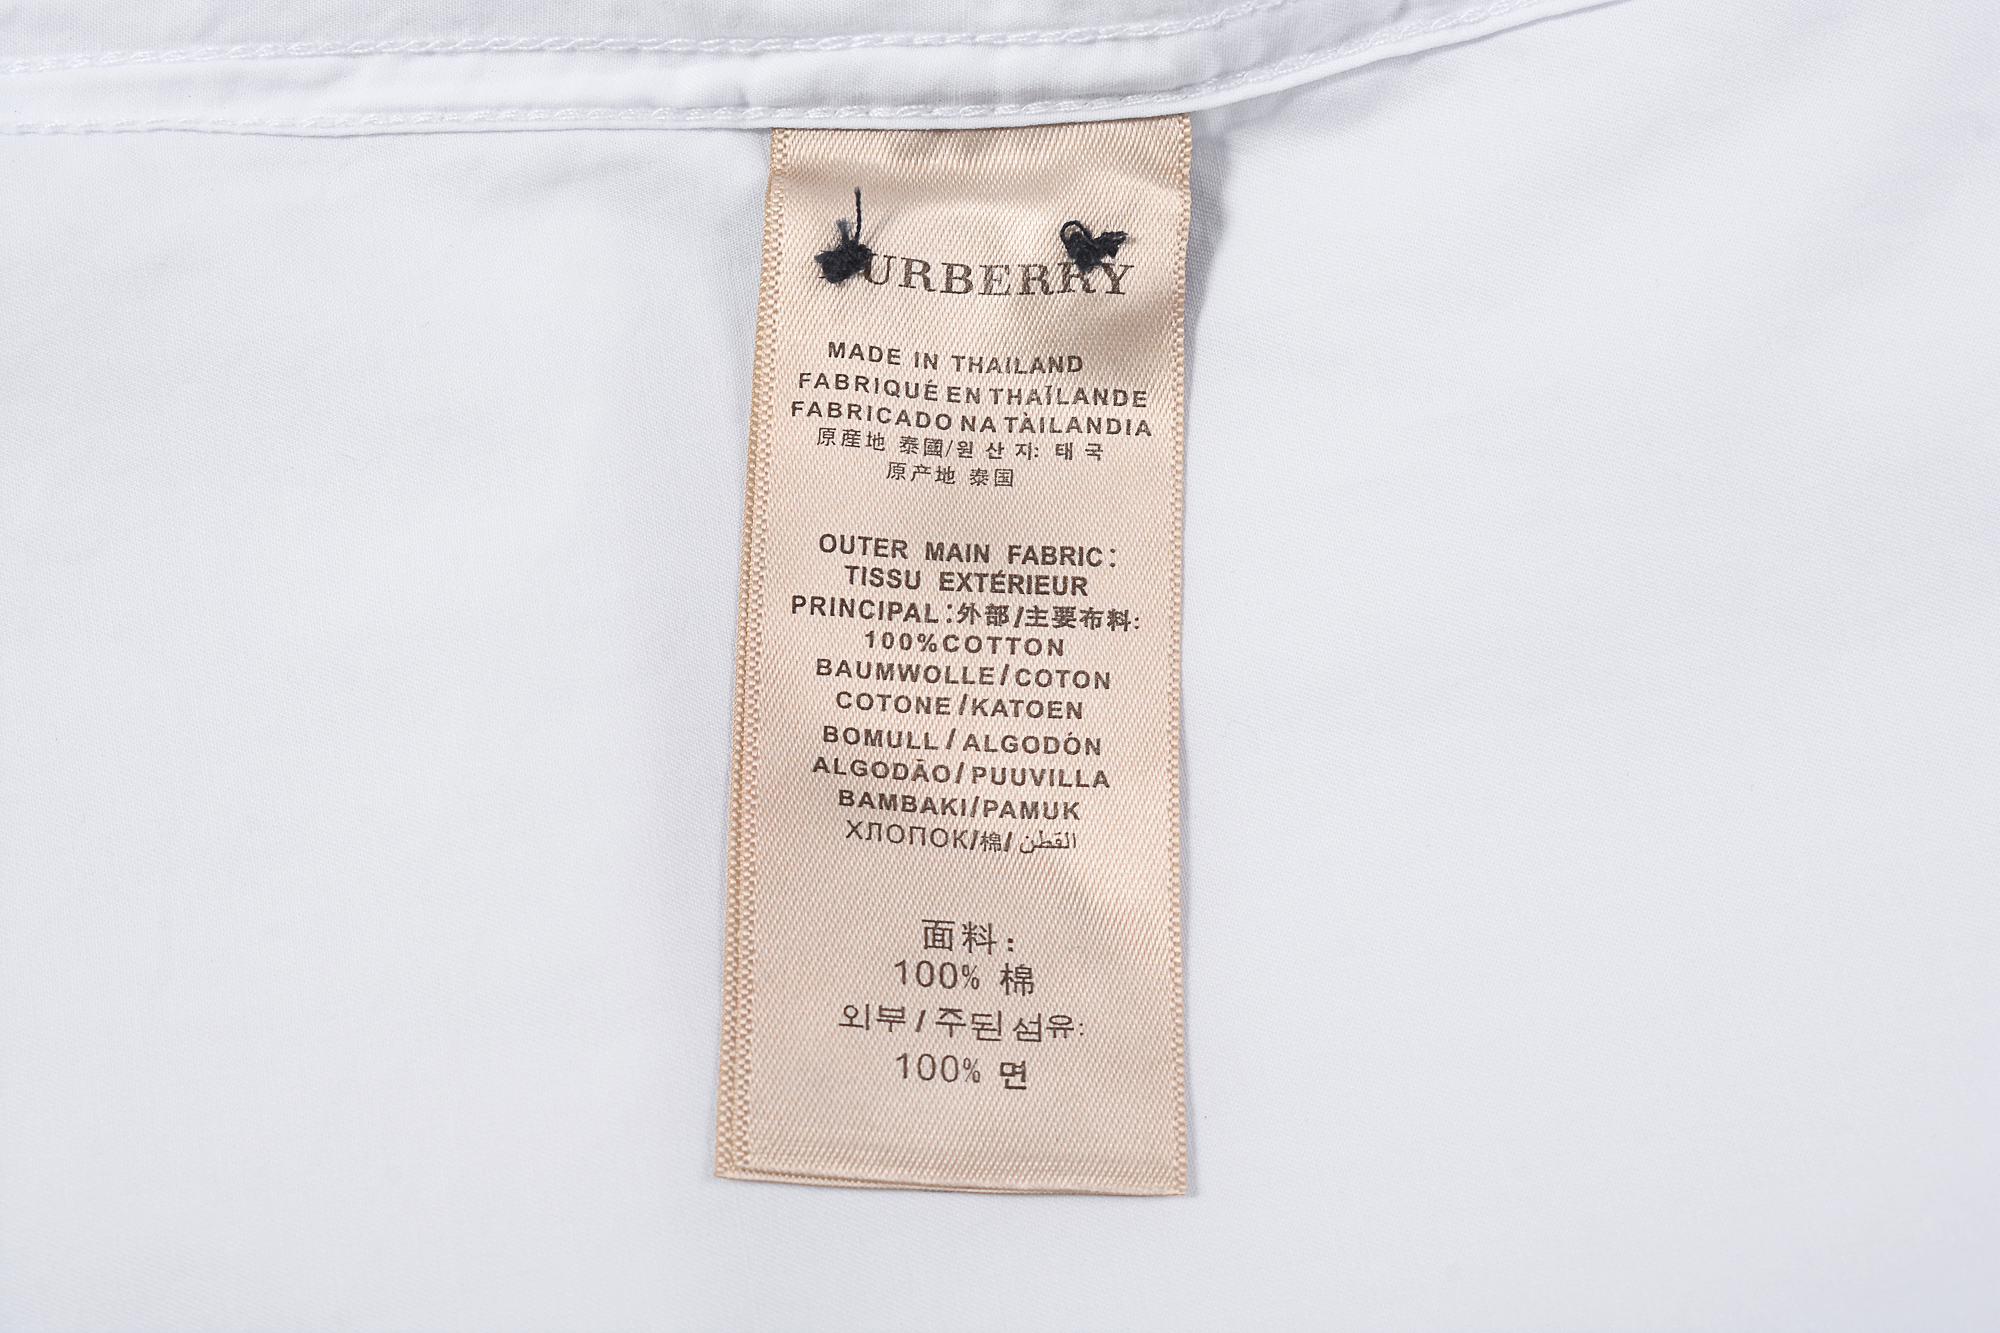 BURBERRY
MADE IN THAILAND
FABRIQUÉ EN THAÏLANDE
FABRICADO NA TÀILANDIA
原産地 泰國/원 산 지: 태 국
原产地 泰国
OUTER MAIN FABRIC:
TISSU EXTÉRIEUR
PRINCIPAL:外部/主要布料:
100%COTTON
BAUMWOLLE/COTON
COTONE/KATOEN
BOMULL/ALGODÓN
ALGODÃO/PUUVILLA
BAMBAKI/PAMUK
ХЛОПОК/棉/القطن
面料:
100% 棉
외부/주된 섬유:
100% 면